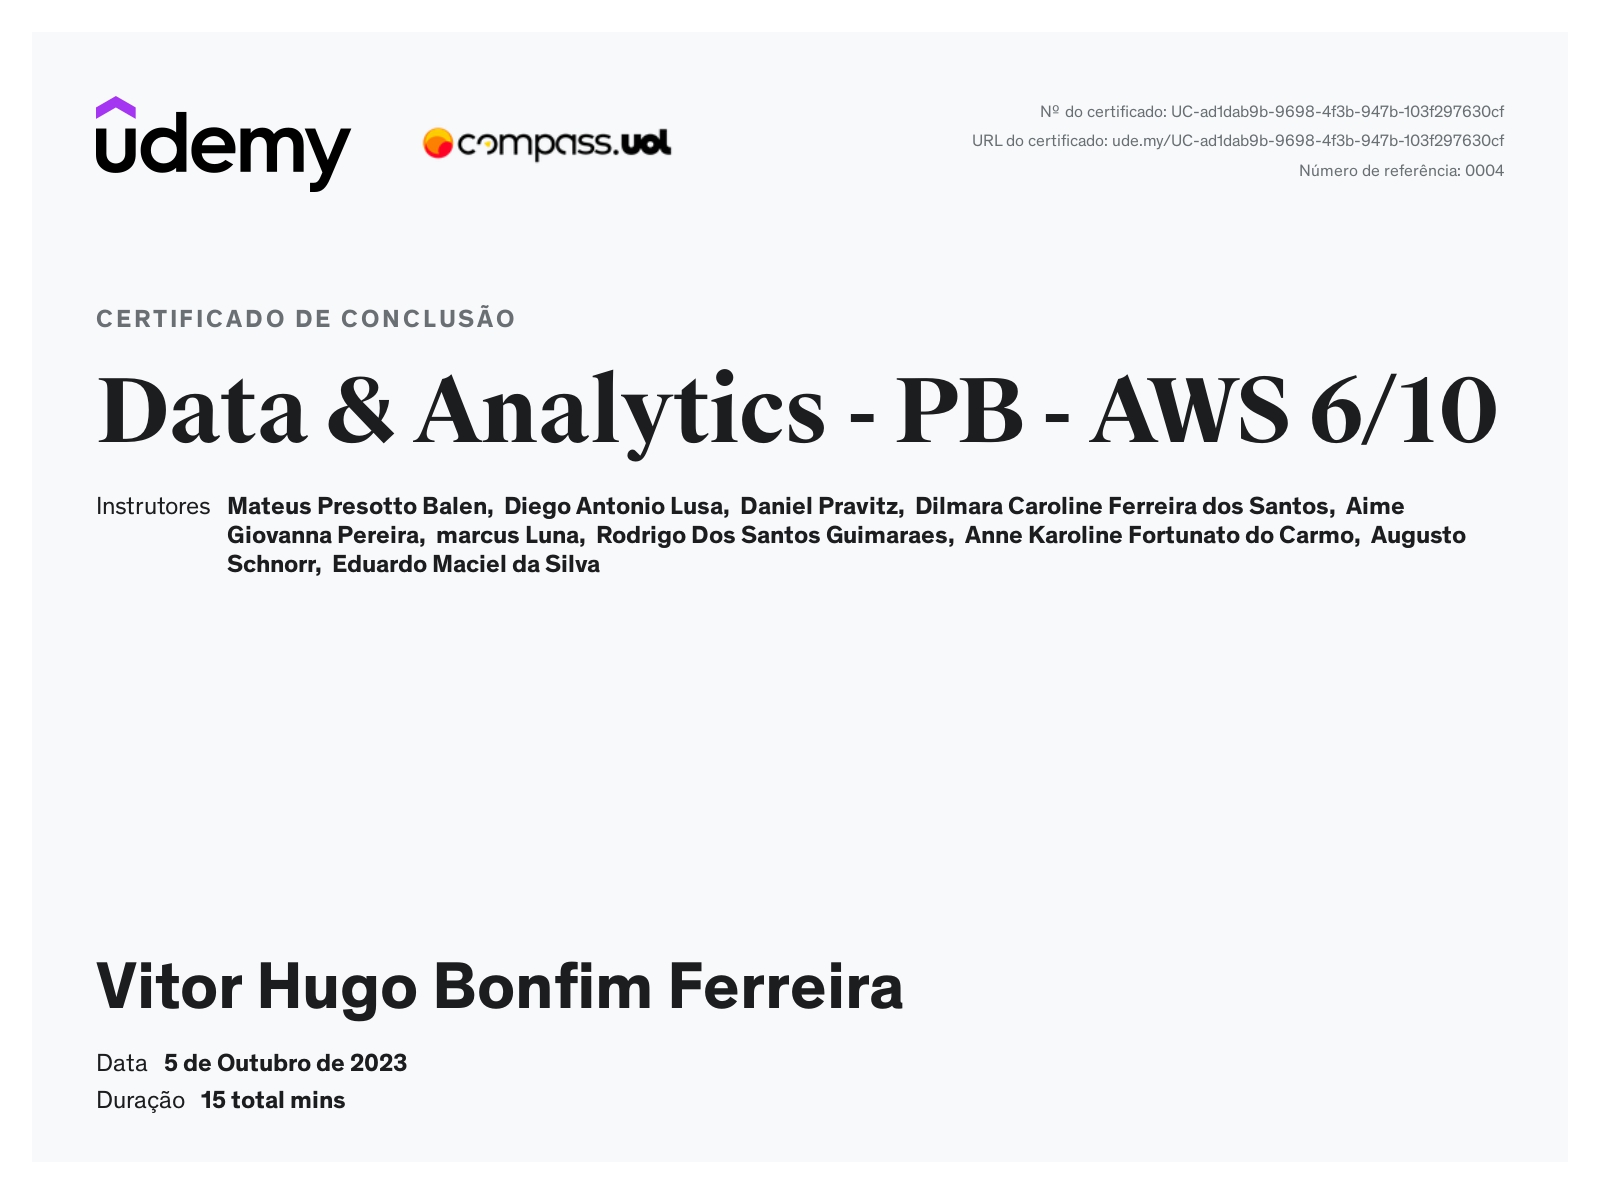 udemy
compass.uol
Nº do certificado: UC-ad1dab9b-9698-4f3b-947b-103f297630cf
URL do certificado: ude.my/UC-ad1dab9b-9698-4f3b-947b-103f297630cf
Número de referência: 0004
CERTIFICADO DE CONCLUSÃO
Data & Analytics - PB - AWS 6/10
Instrutores Mateus Presotto Balen, Diego Antonio Lusa, Daniel Pravitz, Dilmara Caroline Ferreira dos Santos, Aime
Giovanna Pereira, marcus Luna, Rodrigo Dos Santos Guimaraes, Anne Karoline Fortunato do Carmo, Augusto
Schnorr, Eduardo Maciel da Silva
Vitor Hugo Bonfim Ferreira
Data 5 de Outubro de 2023
Duração 15 total mins